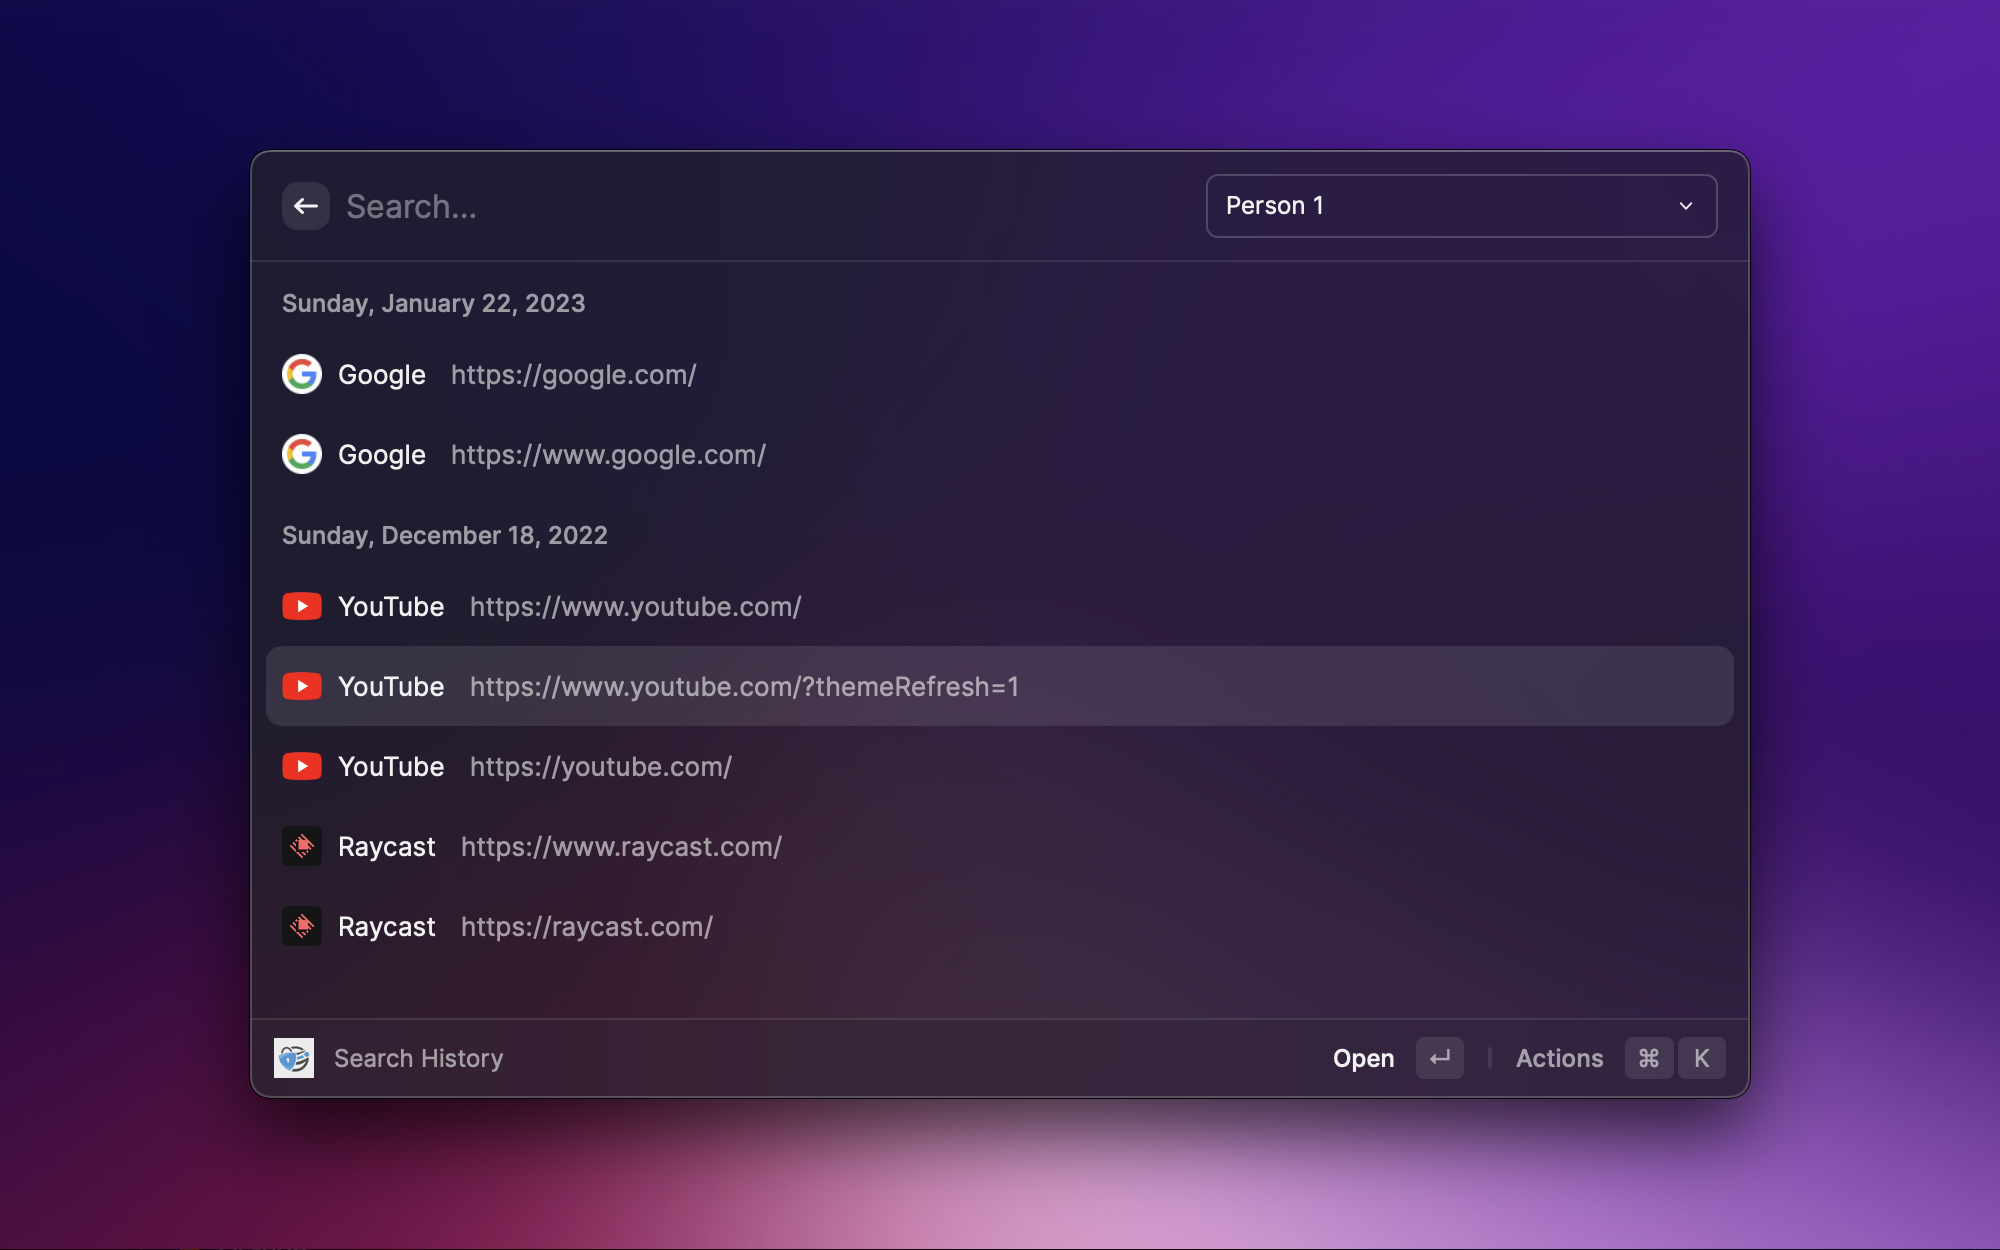 Search...
Person 1
Sunday, January 22, 2023
Google https://google.com/
Google https://www.google.com/
Sunday, December 18, 2022
YouTube https://www.youtube.com/
YouTube https://www.youtube.com/?themeRefresh=1
YouTube https://youtube.com/
Raycast https://www.raycast.com/
Raycast https://raycast.com/
Search History
Open ↵ Actions ⌘ K